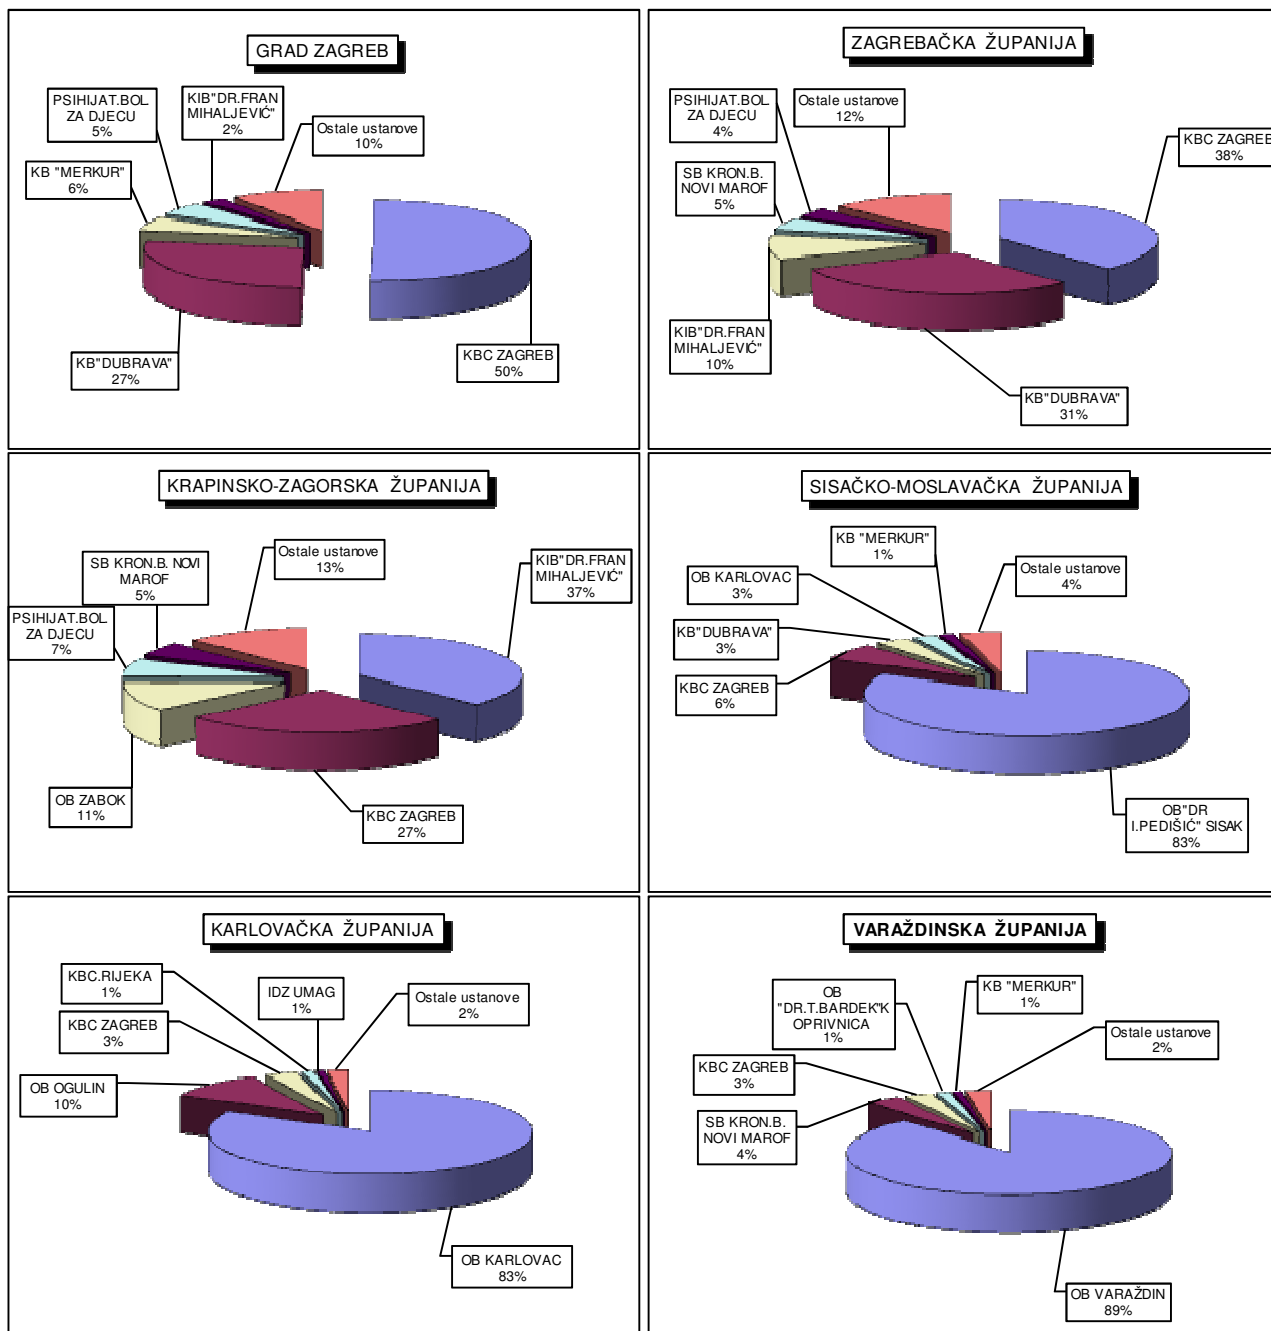 GRAD ZAGREB
PSIHIJAT.BOL.
ZA DJECU
5%
KIB"DR.FRAN
MIHALJEVIĆ"
2%
Ostale ustanove
10%
KB "MERKUR"
6%
KB"DUBRAVA"
27%
KBC ZAGREB
50%
ZAGREBAČKA ŽUPANIJA
PSIHIJAT.BOL.
ZA DJECU
4%
Ostale ustanove
12%
KBC ZAGREB
38%
SB KRON.B.
NOVI MAROF
5%
KIB"DR.FRAN
MIHALJEVIĆ"
10%
KB"DUBRAVA"
31%
KRAPINSKO-ZAGORSKA ŽUPANIJA
SB KRON.B. NOVI
MAROF
5%
Ostale ustanove
13%
KIB"DR.FRAN
MIHALJEVIĆ"
37%
PSIHIJAT.BOL.
ZA DJECU
7%
OB ZABOK
11%
KBC ZAGREB
27%
SISAČKO-MOSLAVAČKA ŽUPANIJA
KB "MERKUR"
1%
OB KARLOVAC
3%
Ostale ustanove
4%
KB"DUBRAVA"
3%
KBC ZAGREB
6%
OB"DR
I.PEDIŠIĆ" SISAK
83%
KARLOVAČKA ŽUPANIJA
KBC.RIJEKA
1%
IDZ UMAG
1%
Ostale ustanove
2%
KBC ZAGREB
3%
OB OGULIN
10%
OB KARLOVAC
83%
VARAŽDINSKA ŽUPANIJA
OB
"DR.T.BARDEK"K
OPRIVNICA
1%
KB "MERKUR"
1%
Ostale ustanove
2%
KBC ZAGREB
3%
SB KRON.B.
NOVI MAROF
4%
OB VARAŽDIN
89%